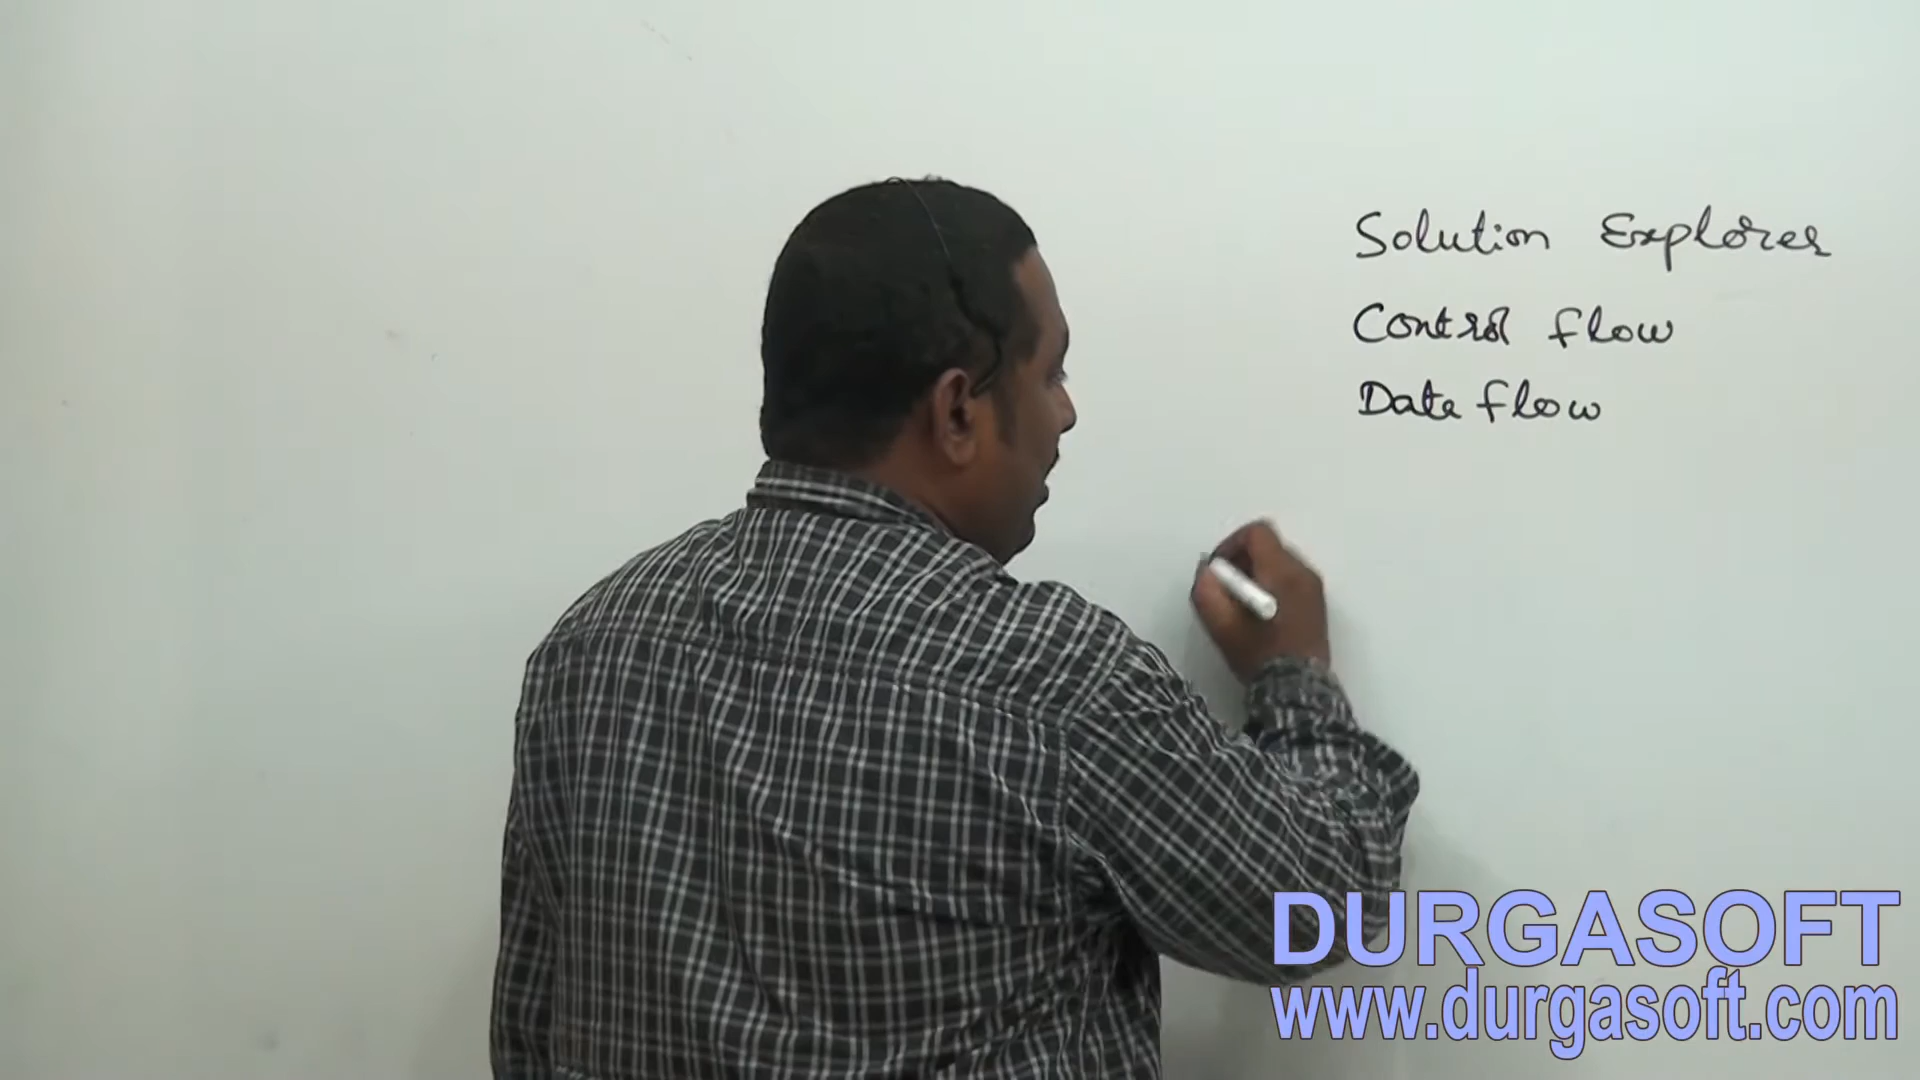 Solution Explorer
Control flow
Data flow
DURGASOFT
www.durgasoft.com